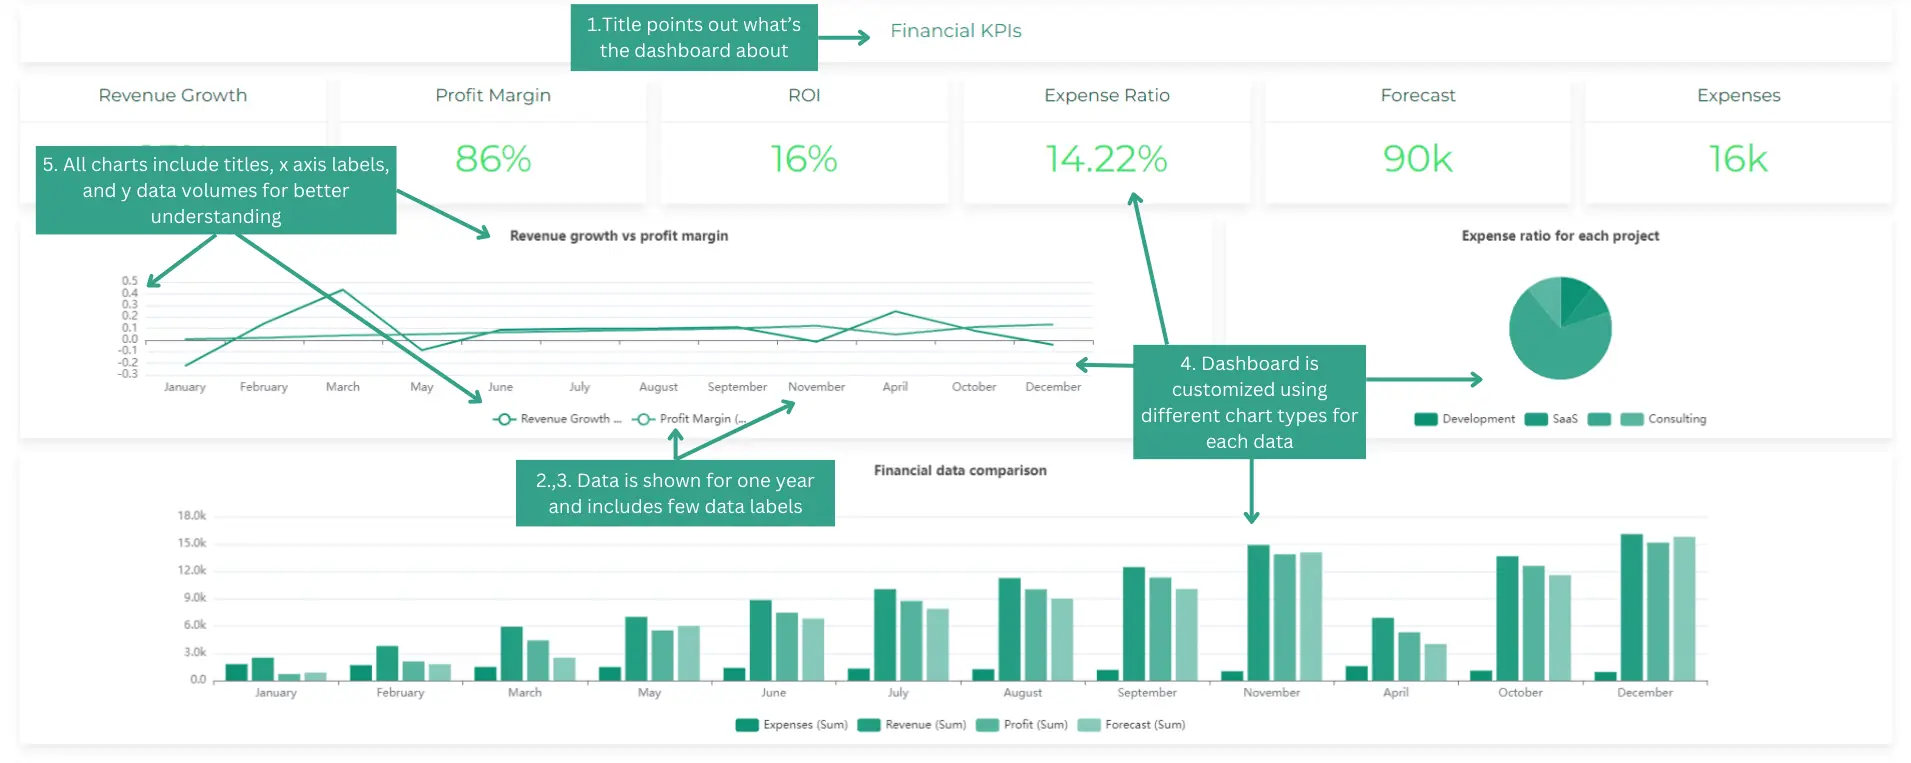 1.Title points out what's
the dashboard about
Financial KPIs
Revenue Growth
Profit Margin
ROI
Expense Ratio
Forecast
Expenses
86%
16%
14.22%
90k
16k
5. All charts include titles, x axis labels,
and y data volumes for better
understanding
Revenue growth vs profit margin
0.5
0.4
0.3
0.2
0.1
0.0
-0.1
-0.2
-0.3
January February March May June July August September November April October December
Revenue Growth ... Profit Margin (...
Expense ratio for each project
Development SaaS Consulting
4. Dashboard is
customized using
different chart types for
each data
2.,3. Data is shown for one year
and includes few data labels
Financial data comparison
18.0k
15.0k
12.0k
9.0k
6.0k
3.0k
0.0
January February March May June July August September November April October December
Expenses (Sum) Revenue (Sum) Profit (Sum) Forecast (Sum)